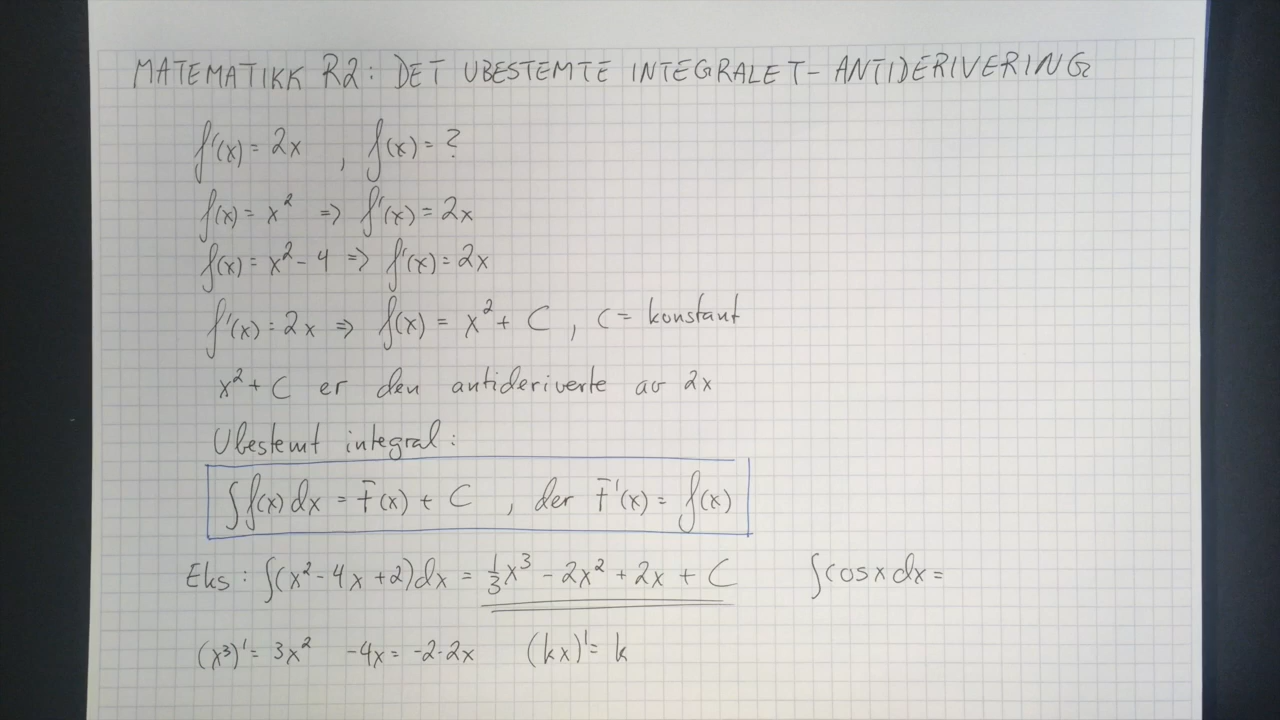 MATEMATIKK R2: DET UBESTEMTE INTEGRALET - ANTIDERIVERING
f'(x) = 2x , f(x) = ?
f(x) = x² => f'(x) = 2x
f(x) = x² - 4 => f'(x) = 2x
f'(x) = 2x => f(x) = x² + C , C = konstant
x² + C er den antideriverte av 2x
Ubestemt integral:
∫f(x) dx = F(x) + C , der F'(x) = f(x)
Eks: ∫(x² - 4x + 2)dx = 1/3 x³ - 2x² + 2x + C ∫cos x dx =
(x³)' = 3x² -4x = -2·2x (kx)' = k